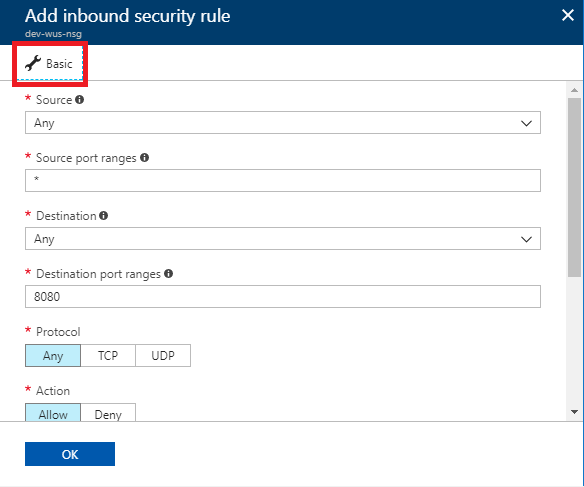 Add inbound security rule
dev-wus-nsg
Basic
* Source
Any
* Source port ranges
*
* Destination
Any
* Destination port ranges
8080
* Protocol
Any TCP UDP
* Action
Allow Deny
OK